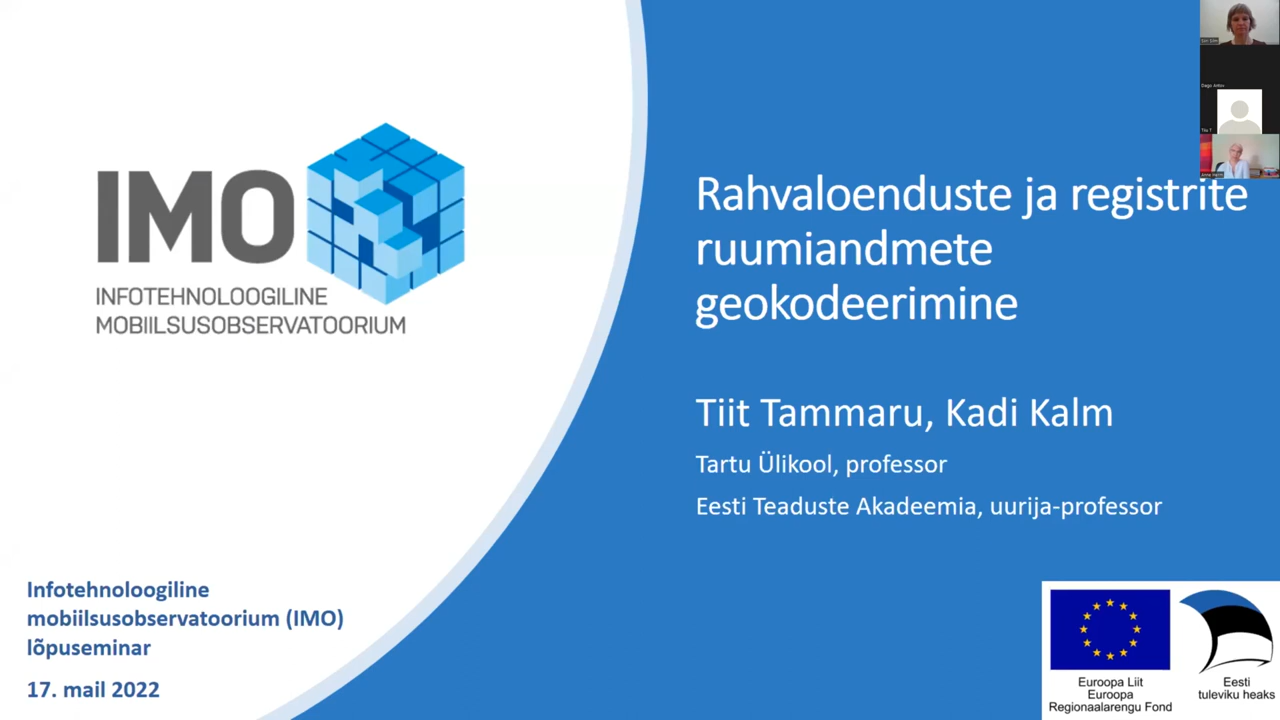 IMO
INFOTEHNOLOOGILINE
MOBIILSUSOBSERVATOORIUM
Rahvaloenduste ja registrite
ruumiandmete
geokodeerimine
Tiit Tammaru, Kadi Kalm
Tartu Ülikool, professor
Eesti Teaduste Akadeemia, uurija-professor
Infotehnoloogiline
mobiilsusobservatoorium (IMO)
lõpuseminar
17. mail 2022
Euroopa Liit
Euroopa
Regionaalarengu Fond
Eesti
tuleviku heaks
Tiia T